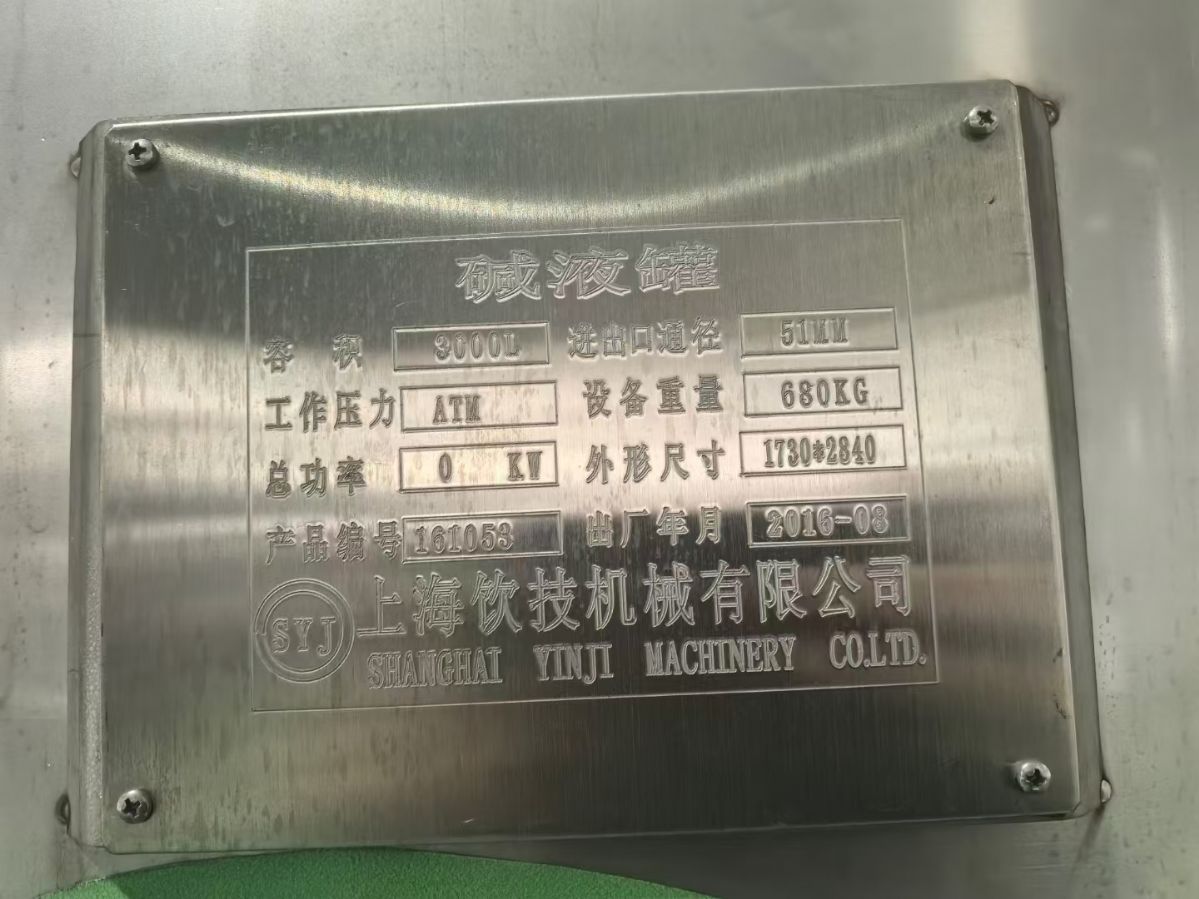 碱液罐
容 积 3000L 进出口通径 51MM
工作压力 ATM 设备重量 680KG
总功率 0 KW 外形尺寸 1730*2840
产品编号 161053 出厂年月 2016-08
SYJ 上海饮技机械有限公司
SHANGHAI YINJI MACHINERY CO.LTD.